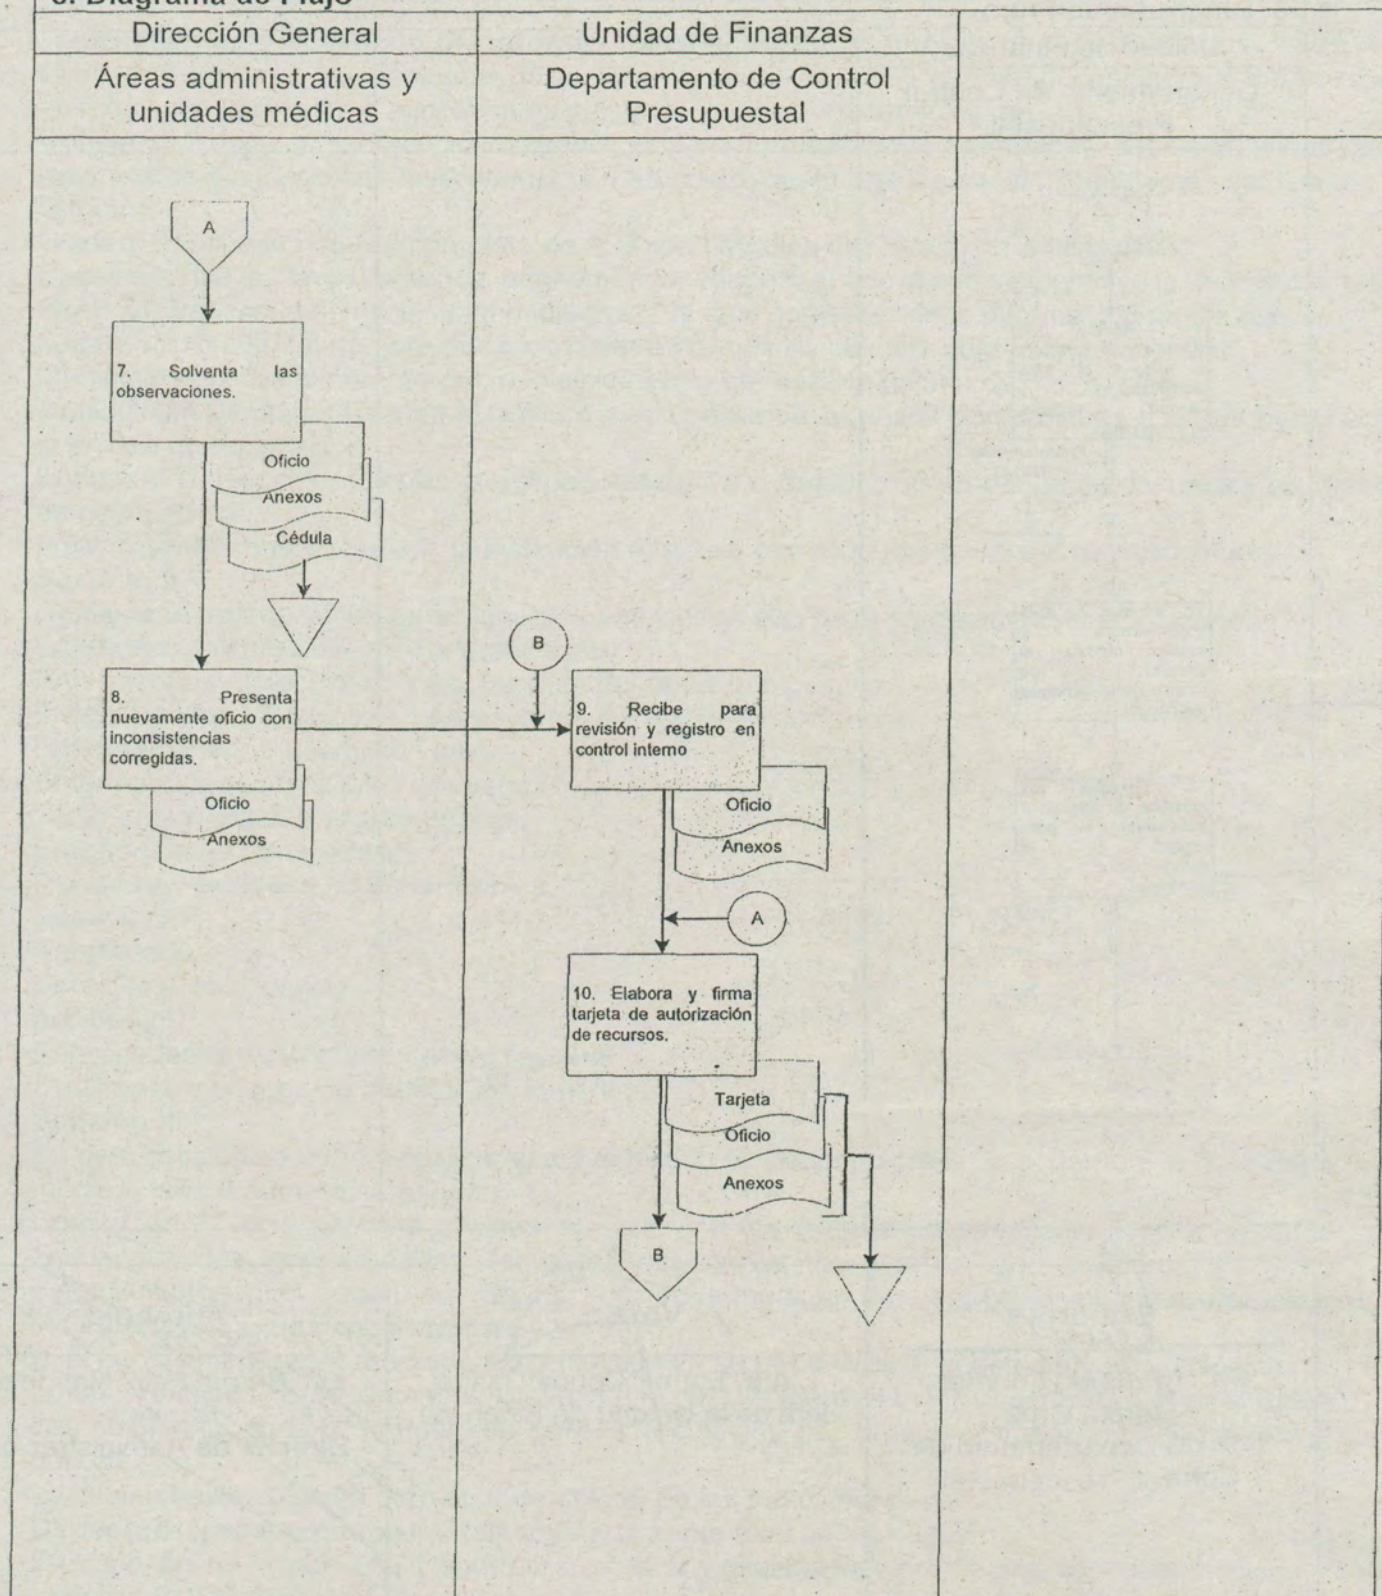 Dirección General
Unidad de Finanzas
Áreas administrativas y
unidades médicas
Departamento de Control
Presupuestal
A
7. Solventa las
observaciones.
Oficio
Anexos
Cédula
8. Presenta
nuevamente oficio con
inconsistencias
corregidas.
Oficio
Anexos
B
9. Recibe para
revisión y registro en
control interno
Oficio
Anexos
A
10. Elabora y firma
tarjeta de autorización
de recursos.
Tarjeta
Oficio
Anexos
B